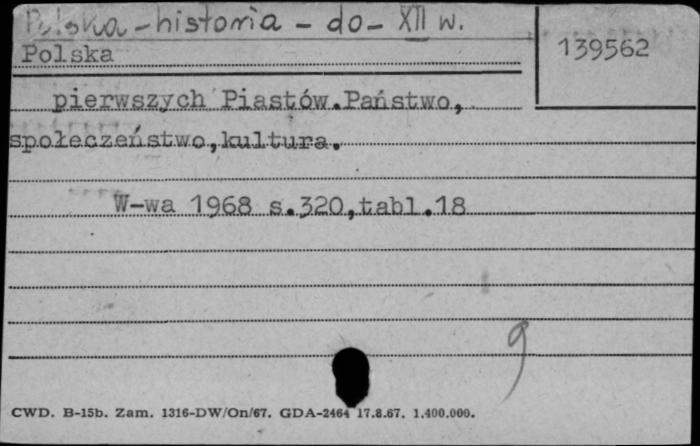 Polska - historia - do - XII w.
139562
Polska
pierwszych Piastów.Państwo,
społeczeństwo,kultura.
W-wa 1968 s.320,tabl.18
9
CWD. B-15b. Zam. 1316-DW/On/67. GDA-2464 17.8.67. 1.400.000.